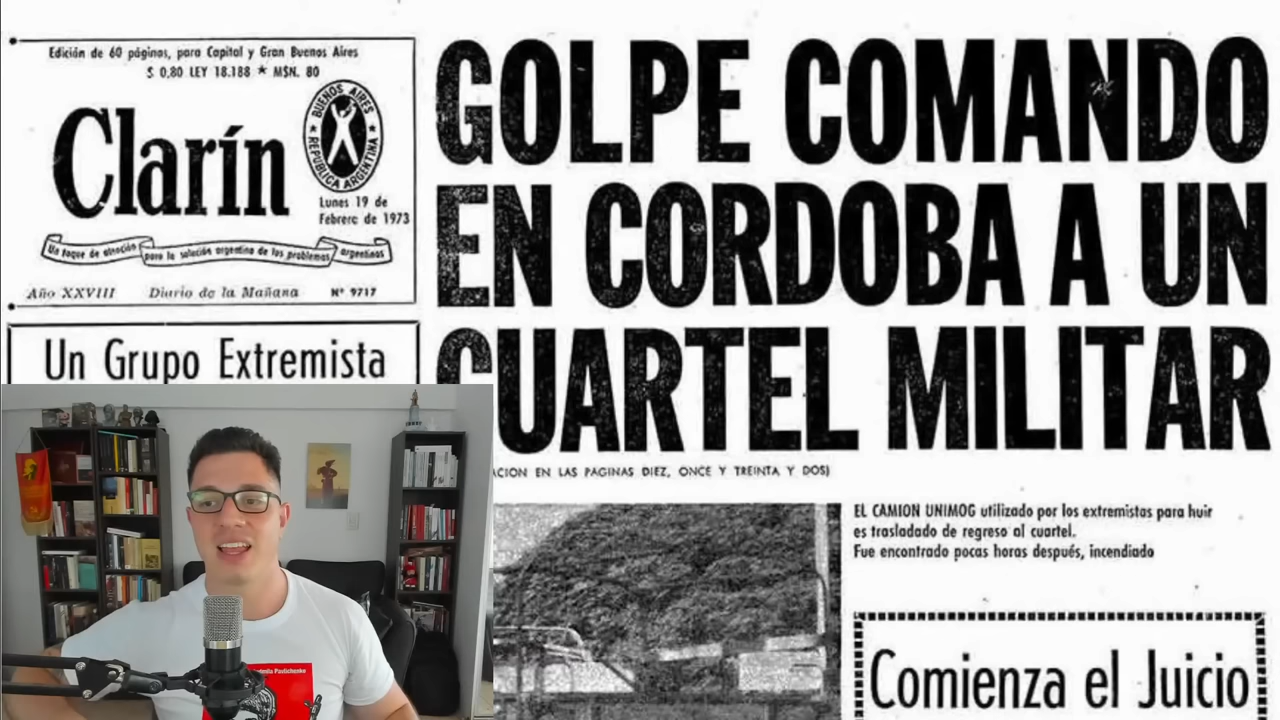 Edición de 60 páginas, para Capital y Gran Buenos Aires
$ 0,80 LEY 18.188 ★ M$N. 80
Clarín
BUENOS AIRES
REPUBLICA ARGENTINA
Lunes 19 de
Febrero de 1973
Un toque de atención para la solución argentina de los problemas argentinos
Año XXVIII Diario de la Mañana Nº 9717
Un Grupo Extremista
GOLPE COMANDO
EN CORDOBA A UN
CUARTEL MILITAR
ACION EN LAS PAGINAS DIEZ, ONCE Y TREINTA Y DOS)
EL CAMION UNIMOG utilizado por los extremistas para huir
es trasladado de regreso al cuartel.
Fue encontrado pocas horas después, incendiado
Comienza el Juicio
Pavlichenko